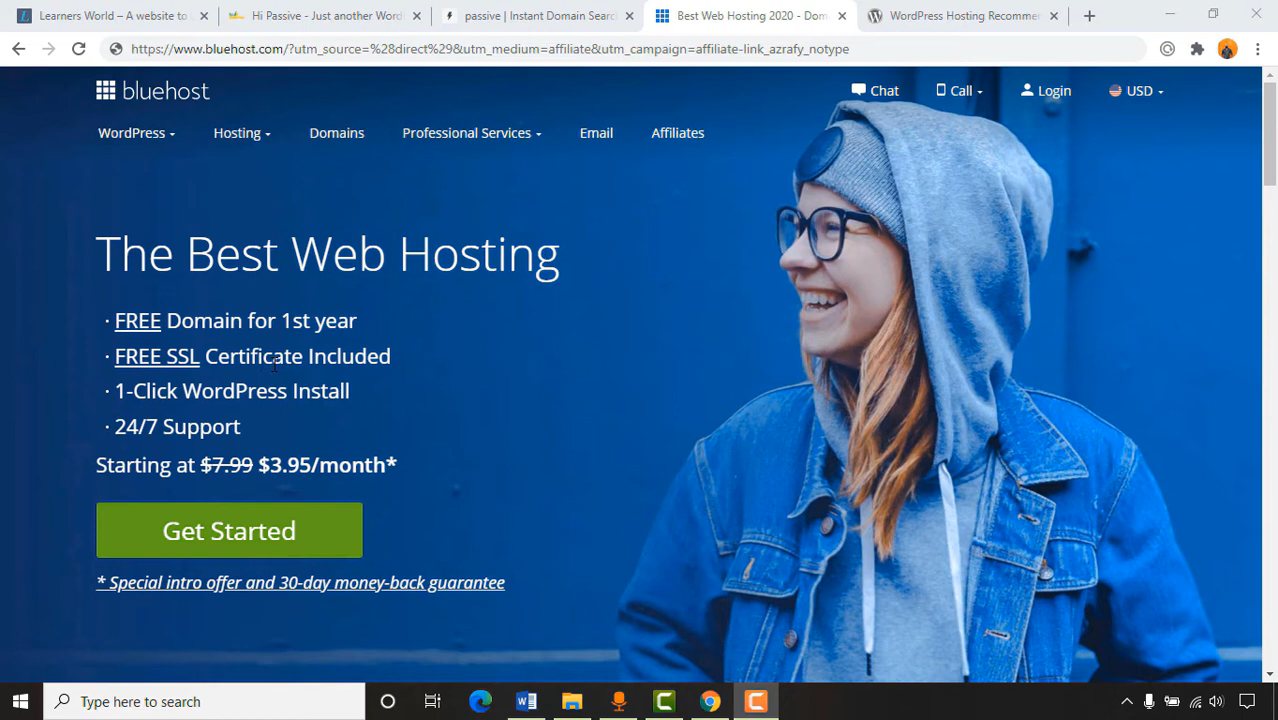 Learners World – A website to
Hi Passive - Just another Word
passive | Instant Domain Searc
Best Web Hosting 2020 - Dom
WordPress Hosting Recomme
https://www.bluehost.com/?utm_source=%28direct%29&utm_medium=affiliate&utm_campaign=affiliate-link_azrafy_notype
bluehost
Chat
Call
Login
USD
WordPress
Hosting
Domains
Professional Services
Email
Affiliates
The Best Web Hosting
· FREE Domain for 1st year
· FREE SSL Certificate Included
· 1-Click WordPress Install
· 24/7 Support
Starting at $7.99 $3.95/month*
Get Started
* Special intro offer and 30-day money-back guarantee
Type here to search